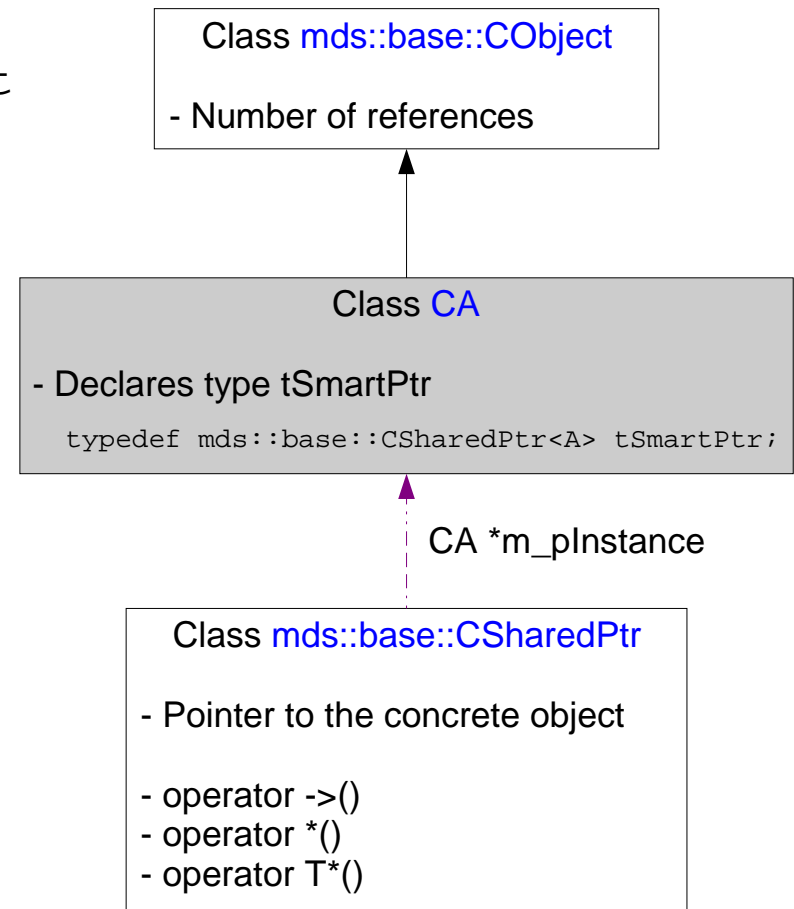 Class mds::base::CObject
- Number of references
Class CA
- Declares type tSmartPtr
typedef mds::base::CSharedPtr<A> tSmartPtr;
CA *m_pInstance
Class mds::base::CSharedPtr
- Pointer to the concrete object
- operator ->()
- operator *()
- operator T*()